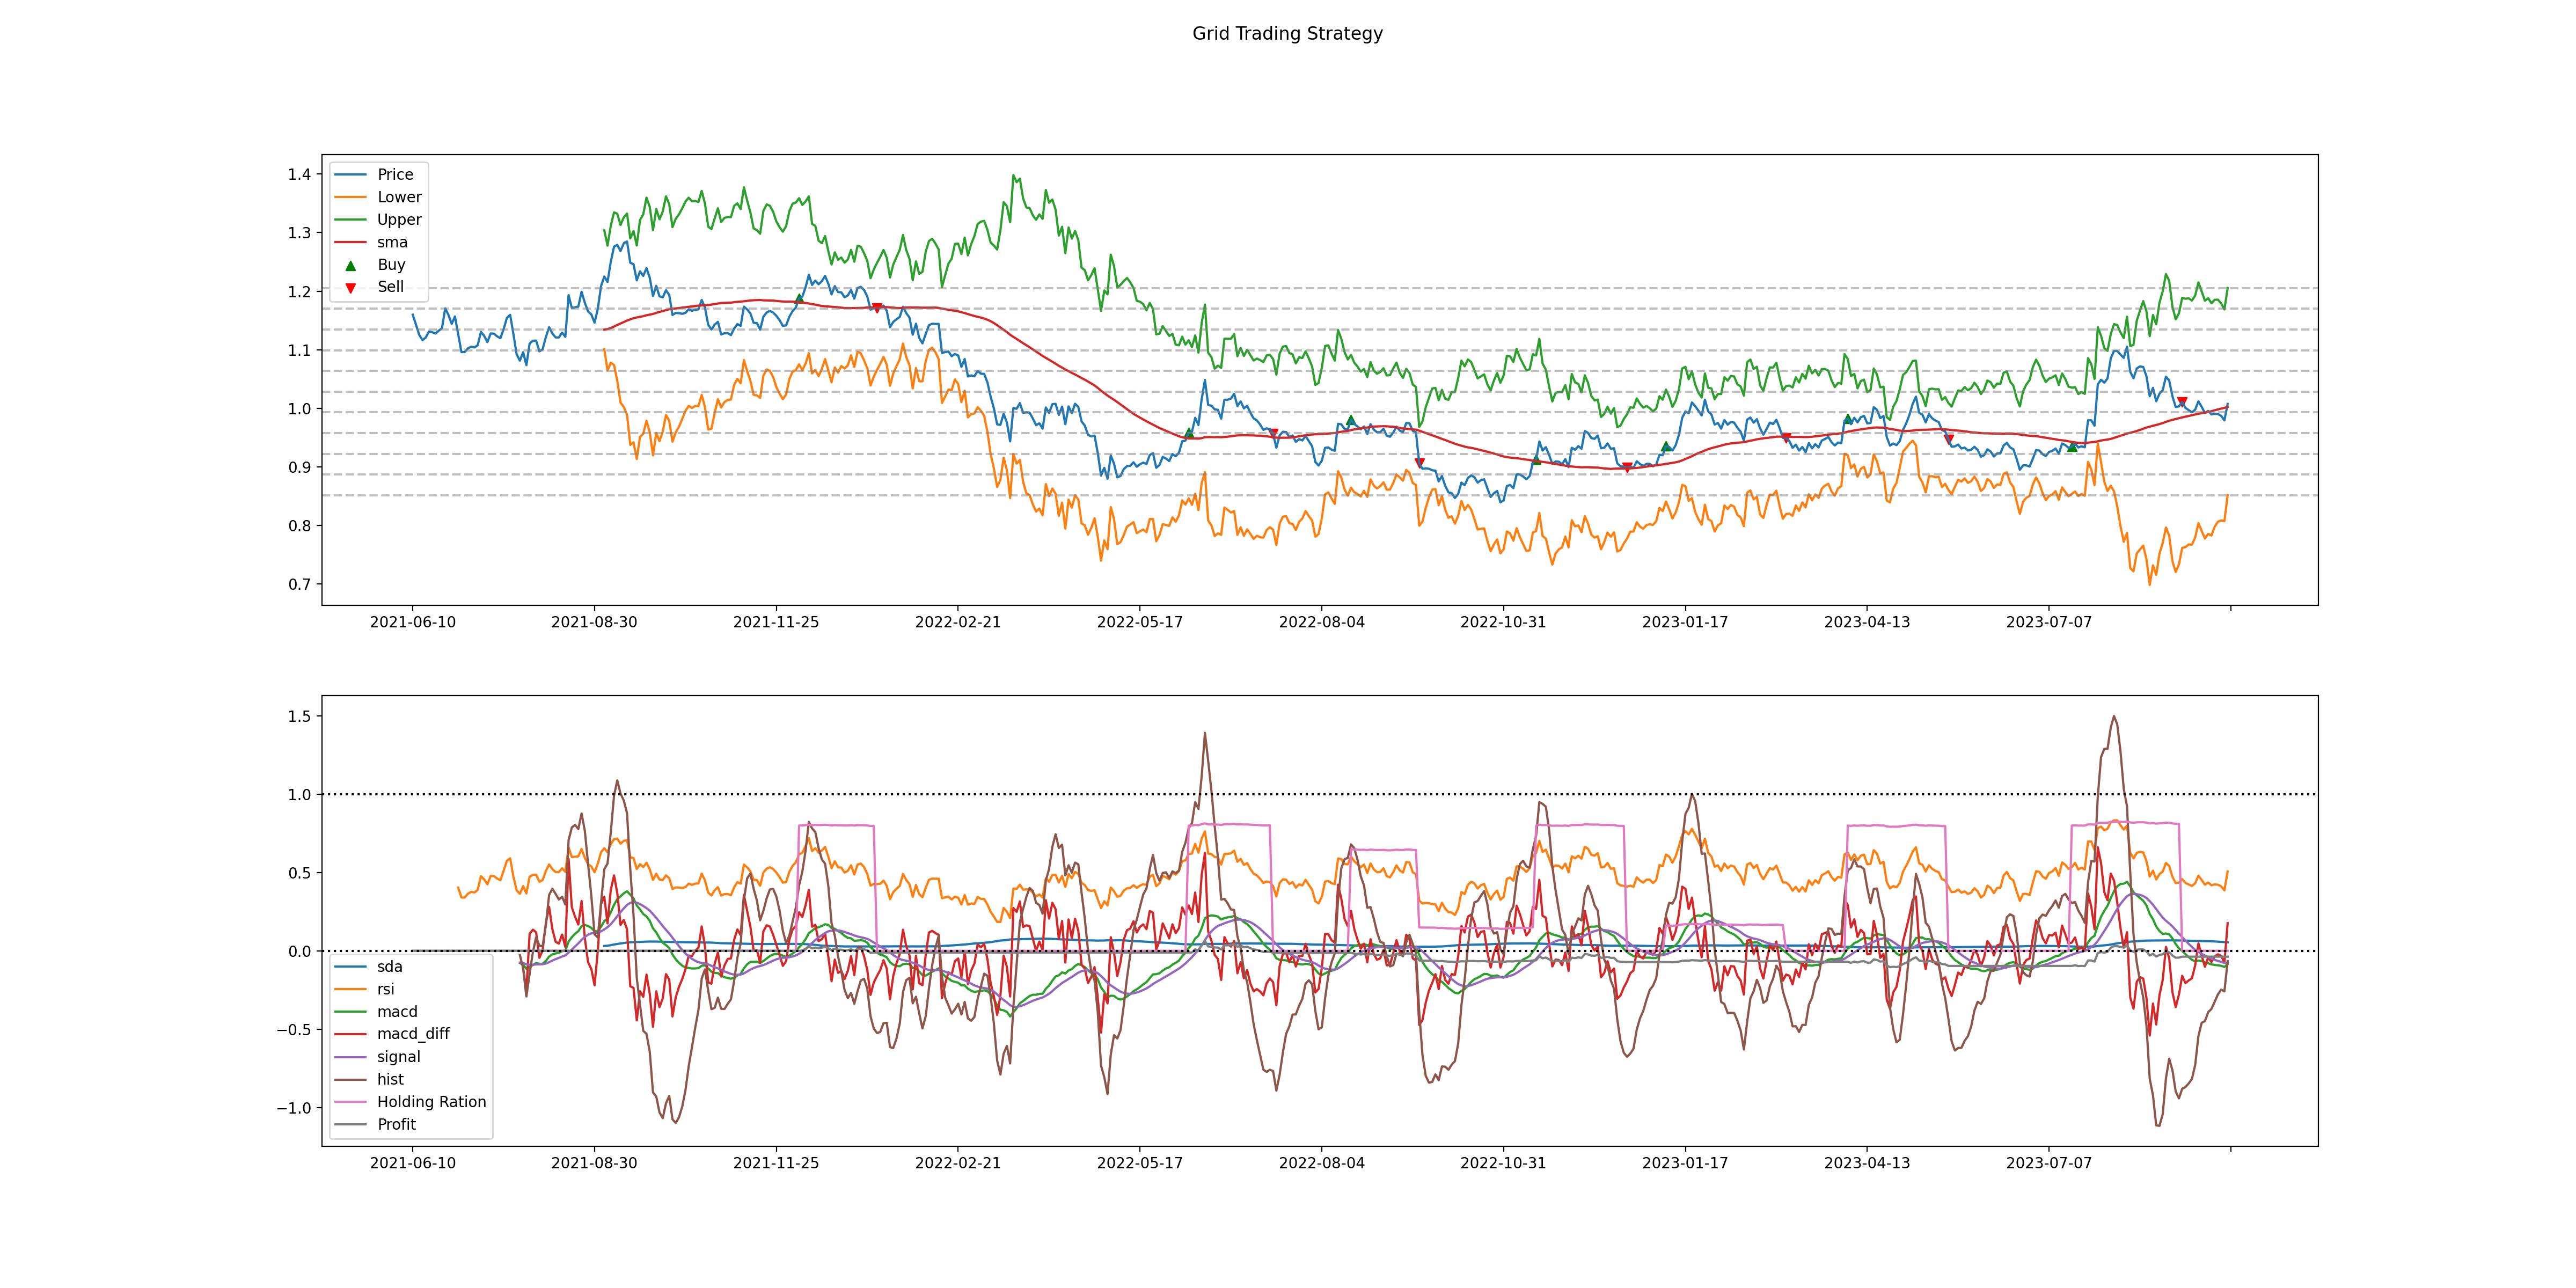 Grid Trading Strategy
1.4
1.3
1.2
1.1
1.0
0.9
0.8
0.7
Price
Lower
Upper
sma
Buy
Sell
2021-06-10 2021-08-30 2021-11-25 2022-02-21 2022-05-17 2022-08-04 2022-10-31 2023-01-17 2023-04-13 2023-07-07
1.5
1.0
0.5
0.0
−0.5
−1.0
sda
rsi
macd
macd_diff
signal
hist
Holding Ration
Profit
2021-06-10 2021-08-30 2021-11-25 2022-02-21 2022-05-17 2022-08-04 2022-10-31 2023-01-17 2023-04-13 2023-07-07